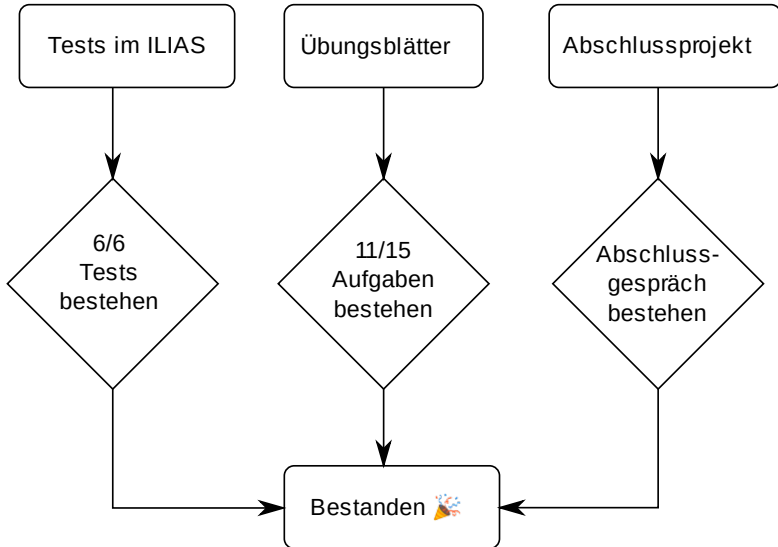 Tests im ILIAS
Übungsblätter
Abschlussprojekt
6/6
Tests
bestehen
11/15
Aufgaben
bestehen
Abschluss-
gespräch
bestehen
Bestanden 🎉